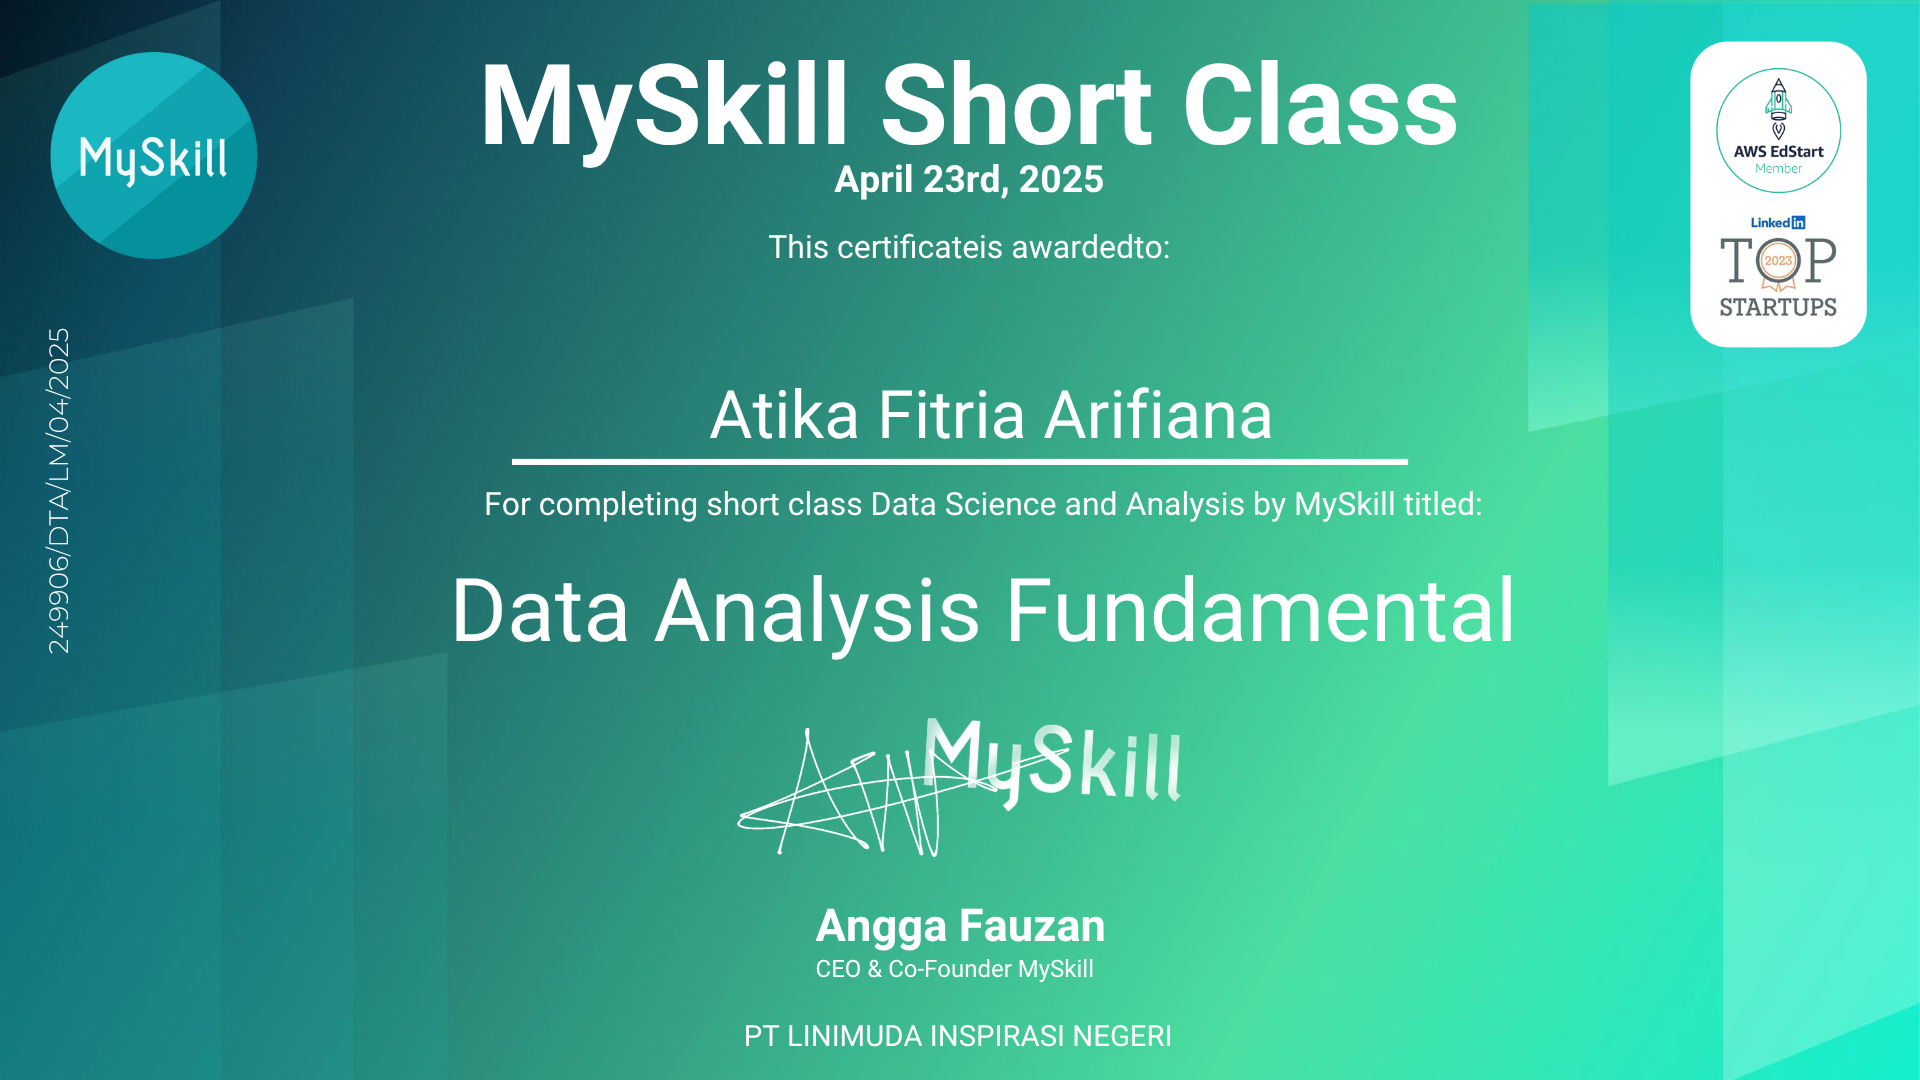 MySkill
MySkill Short Class
April 23rd, 2025
This certificateis awardedto:
AWS EdStart
Member
Linked in
TOP
2023
STARTUPS
249906/DTA/LM/04/2025
Atika Fitria Arifiana
For completing short class Data Science and Analysis by MySkill titled:
Data Analysis Fundamental
MySkill
Angga Fauzan
CEO & Co-Founder MySkill
PT LINIMUDA INSPIRASI NEGERI